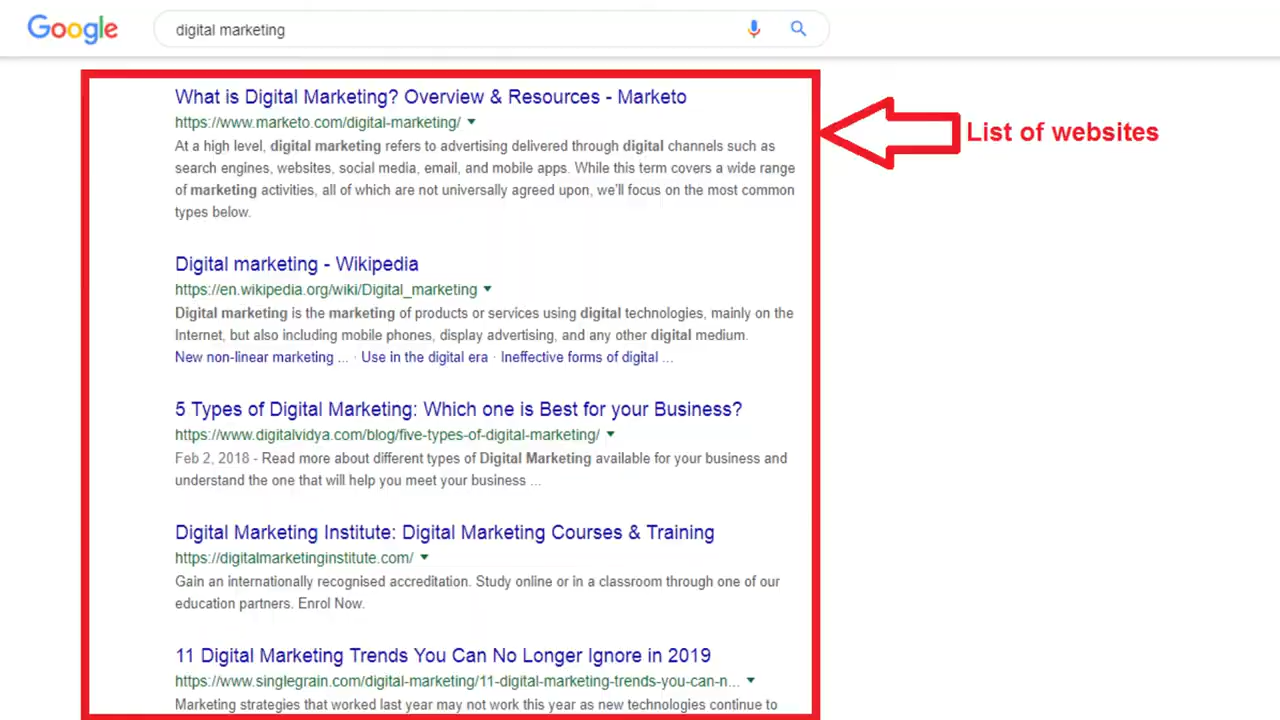 Google
digital marketing
What is Digital Marketing? Overview & Resources - Marketo
https://www.marketo.com/digital-marketing/
At a high level, digital marketing refers to advertising delivered through digital channels such as
search engines, websites, social media, email, and mobile apps. While this term covers a wide range
of marketing activities, all of which are not universally agreed upon, we'll focus on the most common
types below.
List of websites
Digital marketing - Wikipedia
https://en.wikipedia.org/wiki/Digital_marketing
Digital marketing is the marketing of products or services using digital technologies, mainly on the
Internet, but also including mobile phones, display advertising, and any other digital medium.
New non-linear marketing ... · Use in the digital era · Ineffective forms of digital ...
5 Types of Digital Marketing: Which one is Best for your Business?
https://www.digitalvidya.com/blog/five-types-of-digital-marketing/
Feb 2, 2018 - Read more about different types of Digital Marketing available for your business and
understand the one that will help you meet your business ...
Digital Marketing Institute: Digital Marketing Courses & Training
https://digitalmarketinginstitute.com/
Gain an internationally recognised accreditation. Study online or in a classroom through one of our
education partners. Enrol Now.
11 Digital Marketing Trends You Can No Longer Ignore in 2019
https://www.singlegrain.com/digital-marketing/11-digital-marketing-trends-you-can-n...
Marketing strategies that worked last year may not work this year as new technologies continue to